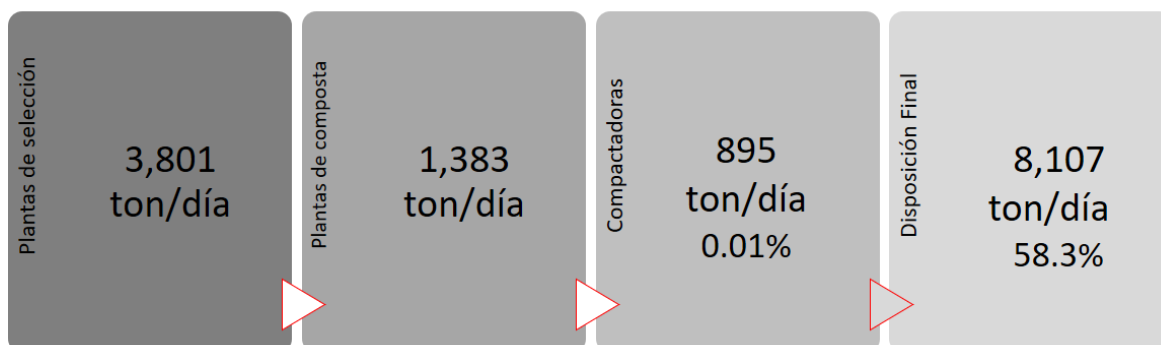 Plantas de selección
3,801
ton/día
Plantas de composta
1,383
ton/día
Compactadoras
895
ton/día
0.01%
Disposición Final
8,107
ton/día
58.3%